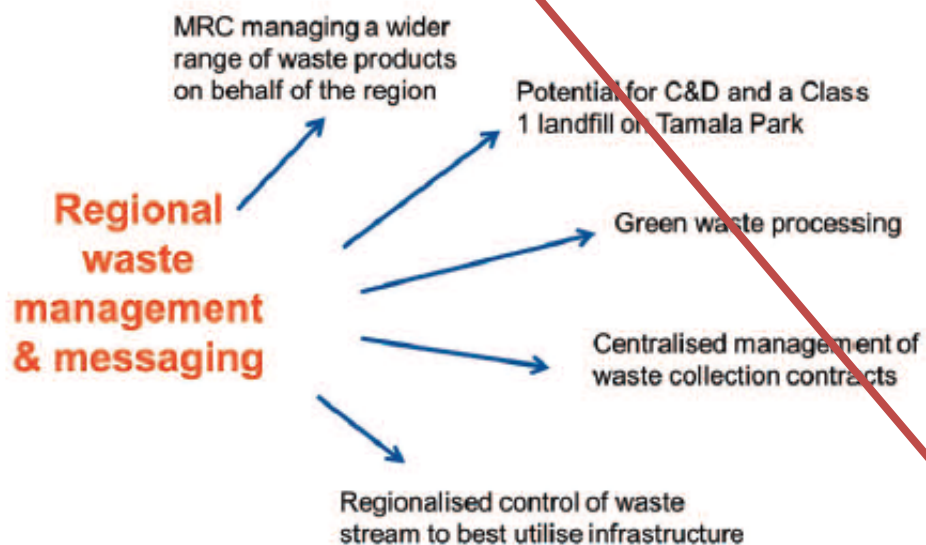 MRC managing a wider
range of waste products
on behalf of the region
Potential for C&D and a Class
1 landfill on Tamala Park
Regional
waste
management
& messaging
Green waste processing
Centralised management of
waste collection contracts
Regionalised control of waste
stream to best utilise infrastructure